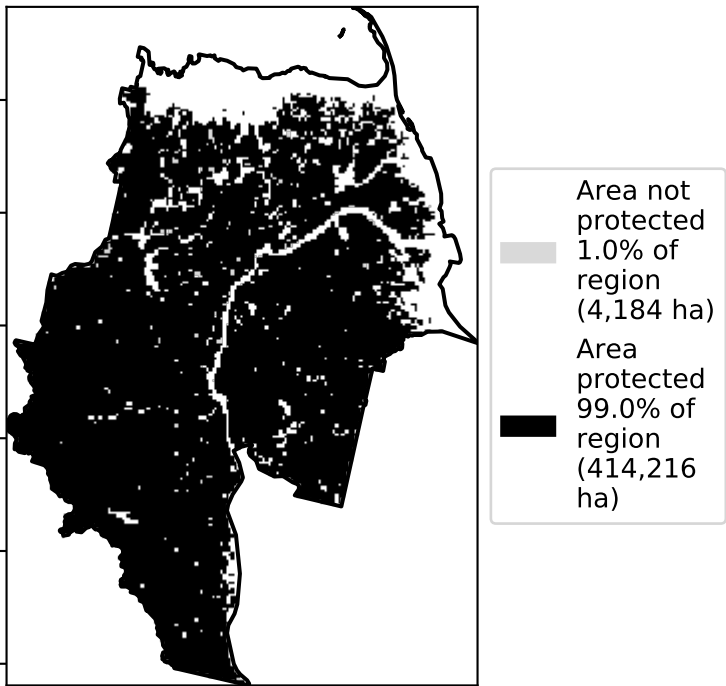 Area not
protected
1.0% of
region
(4,184 ha)
Area
protected
99.0% of
region
(414,216
ha)